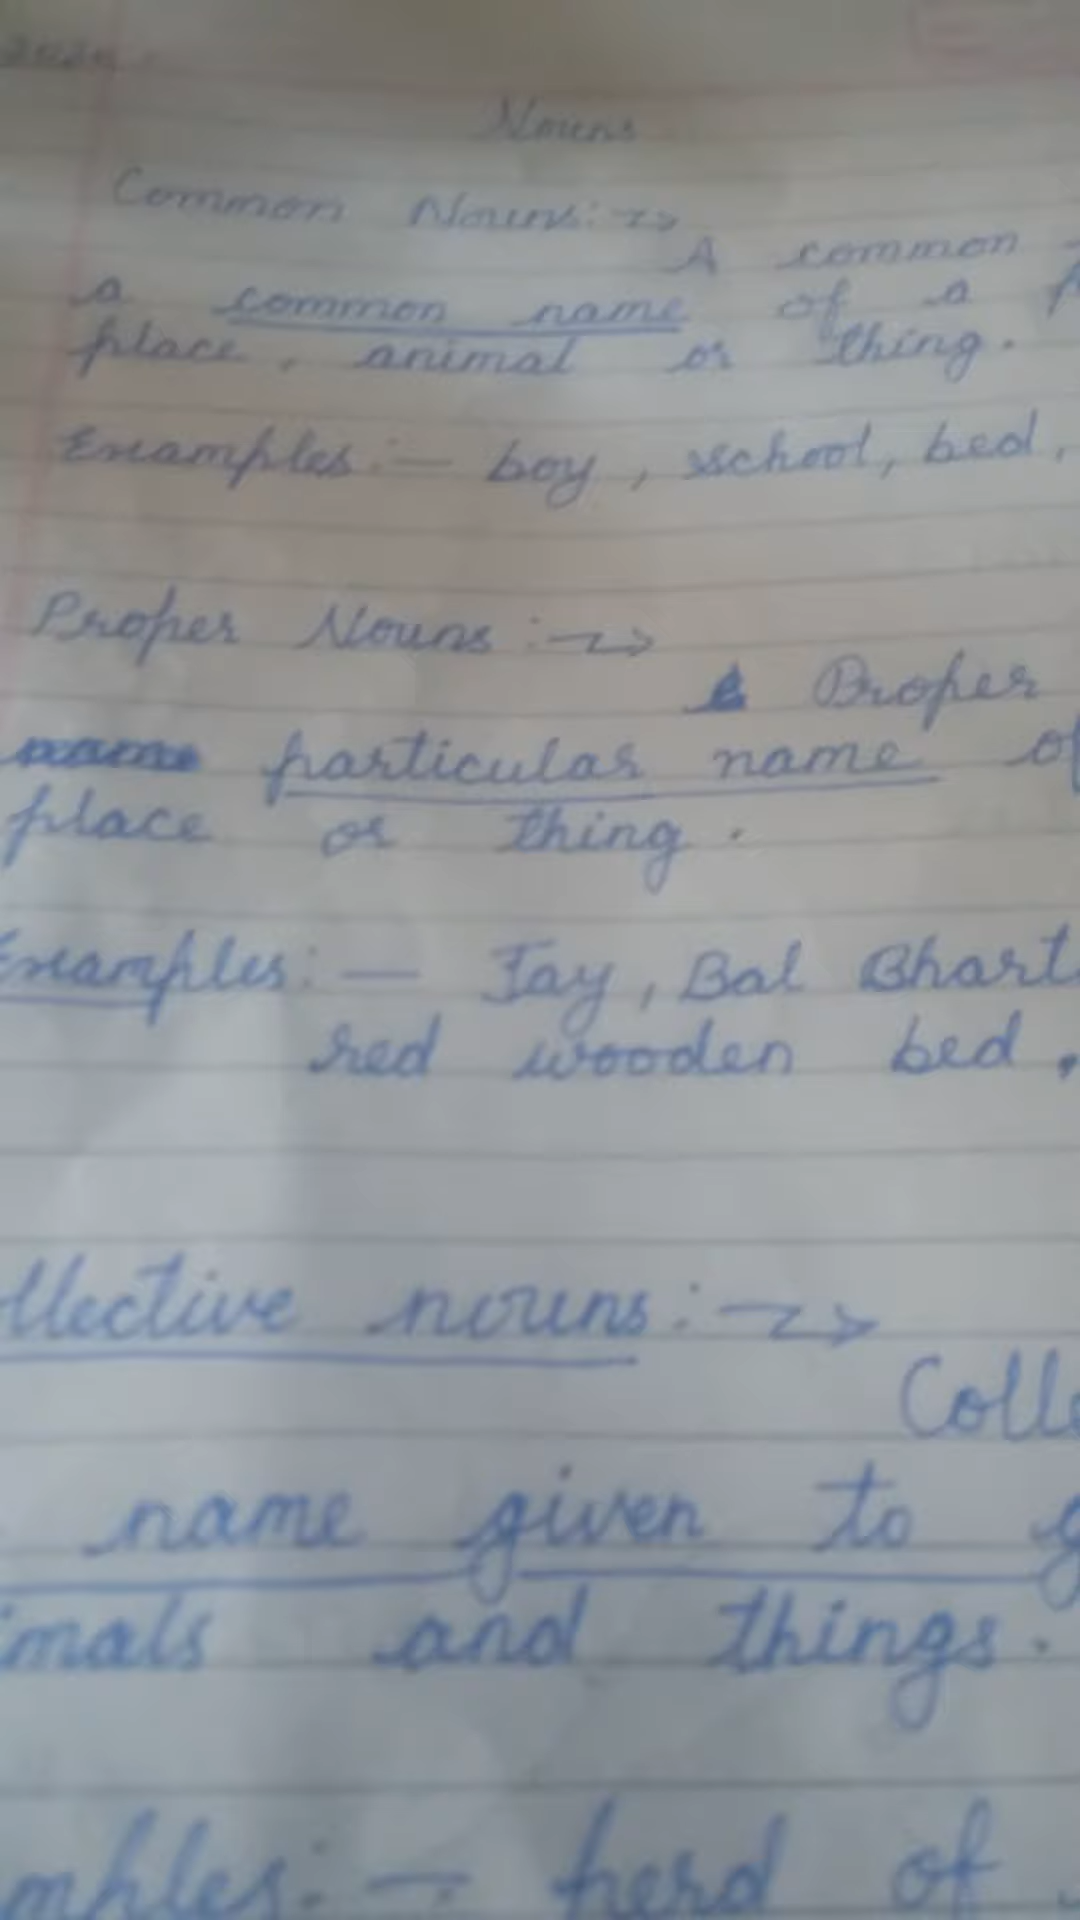 Nouns
Common Nouns:->
A common
a common name of a
place, animal or thing.
Examples:— boy, school, bed,
Proper Nouns:->
Proper
particular name of
place or thing.
Examples:— Jay, Bal Bharti
red wooden bed.
llective nouns:->
Colle
name given to g
imals and things.
mples:— herd of